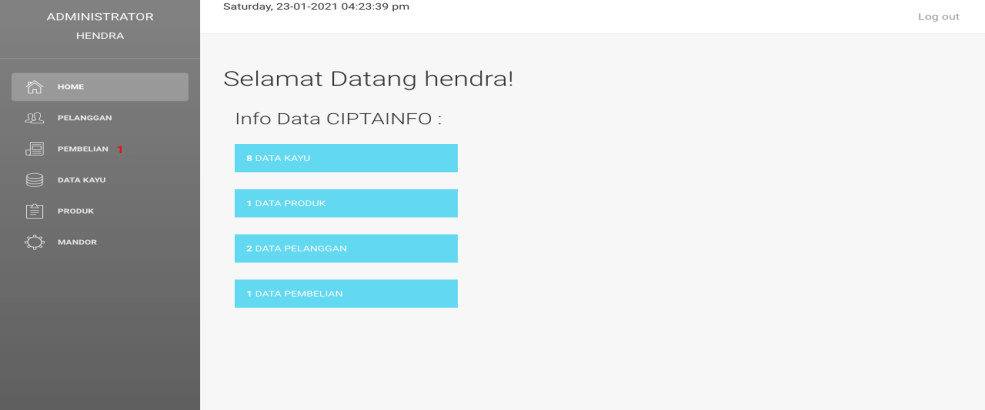 ADMINISTRATOR
HENDRA
HOME
PELANGGAN
PEMBELIAN 1
DATA KAYU
PRODUK
MANDOR
Saturday, 23-01-2021 04:23:39 pm
Log out
Selamat Datang hendra!
Info Data CIPTAINFO :
8 DATA KAYU
1 DATA PRODUK
2 DATA PELANGGAN
1 DATA PEMBELIAN